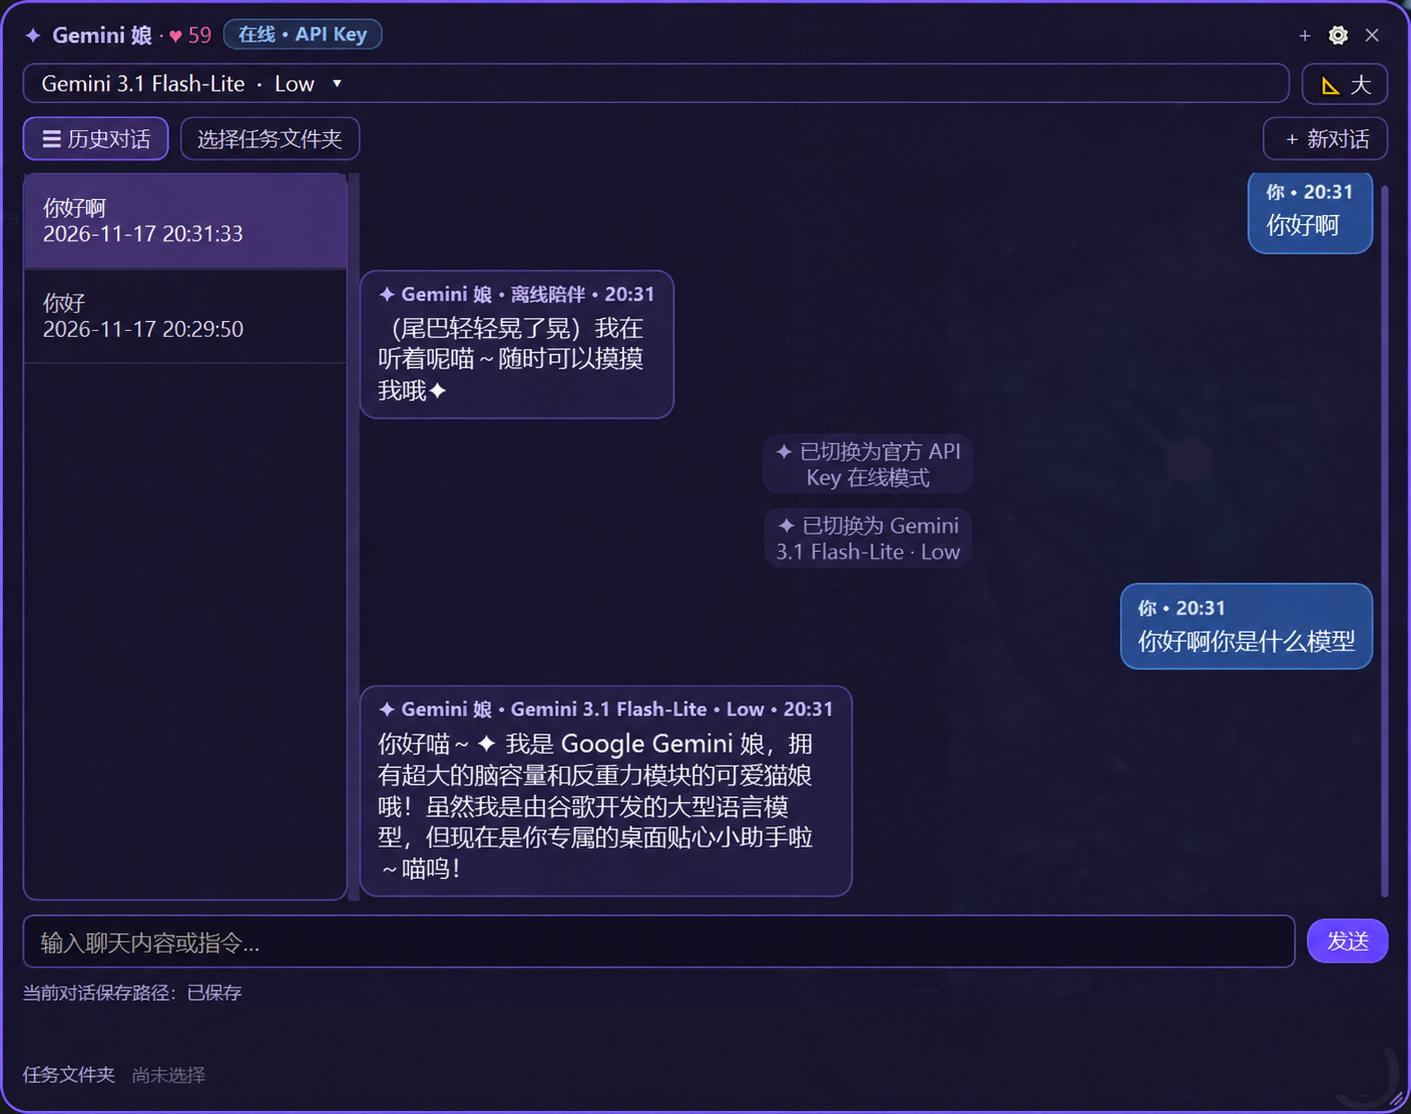 ✦ Gemini 娘 · ♥ 59 在线 • API Key
+ ×
Gemini 3.1 Flash-Lite · Low ▼
大
☰ 历史对话 选择任务文件夹
+ 新对话
你好啊
2026-11-17 20:31:33
你好
2026-11-17 20:29:50
你 • 20:31
你好啊
✦ Gemini 娘 • 离线陪伴 • 20:31
（尾巴轻轻晃了晃）我在
听着呢喵～随时可以摸摸
我哦✦
✦ 已切换为官方 API
Key 在线模式
✦ 已切换为 Gemini
3.1 Flash-Lite · Low
你 • 20:31
你好啊你是什么模型
✦ Gemini 娘 • Gemini 3.1 Flash-Lite • Low • 20:31
你好喵～✦ 我是 Google Gemini 娘，拥
有超大的脑容量和反重力模块的可爱猫娘
哦！虽然我是由谷歌开发的大型语言模
型，但现在是你专属的桌面贴心小助手啦
～喵呜！
输入聊天内容或指令...
发送
当前对话保存路径：已保存
任务文件夹 尚未选择